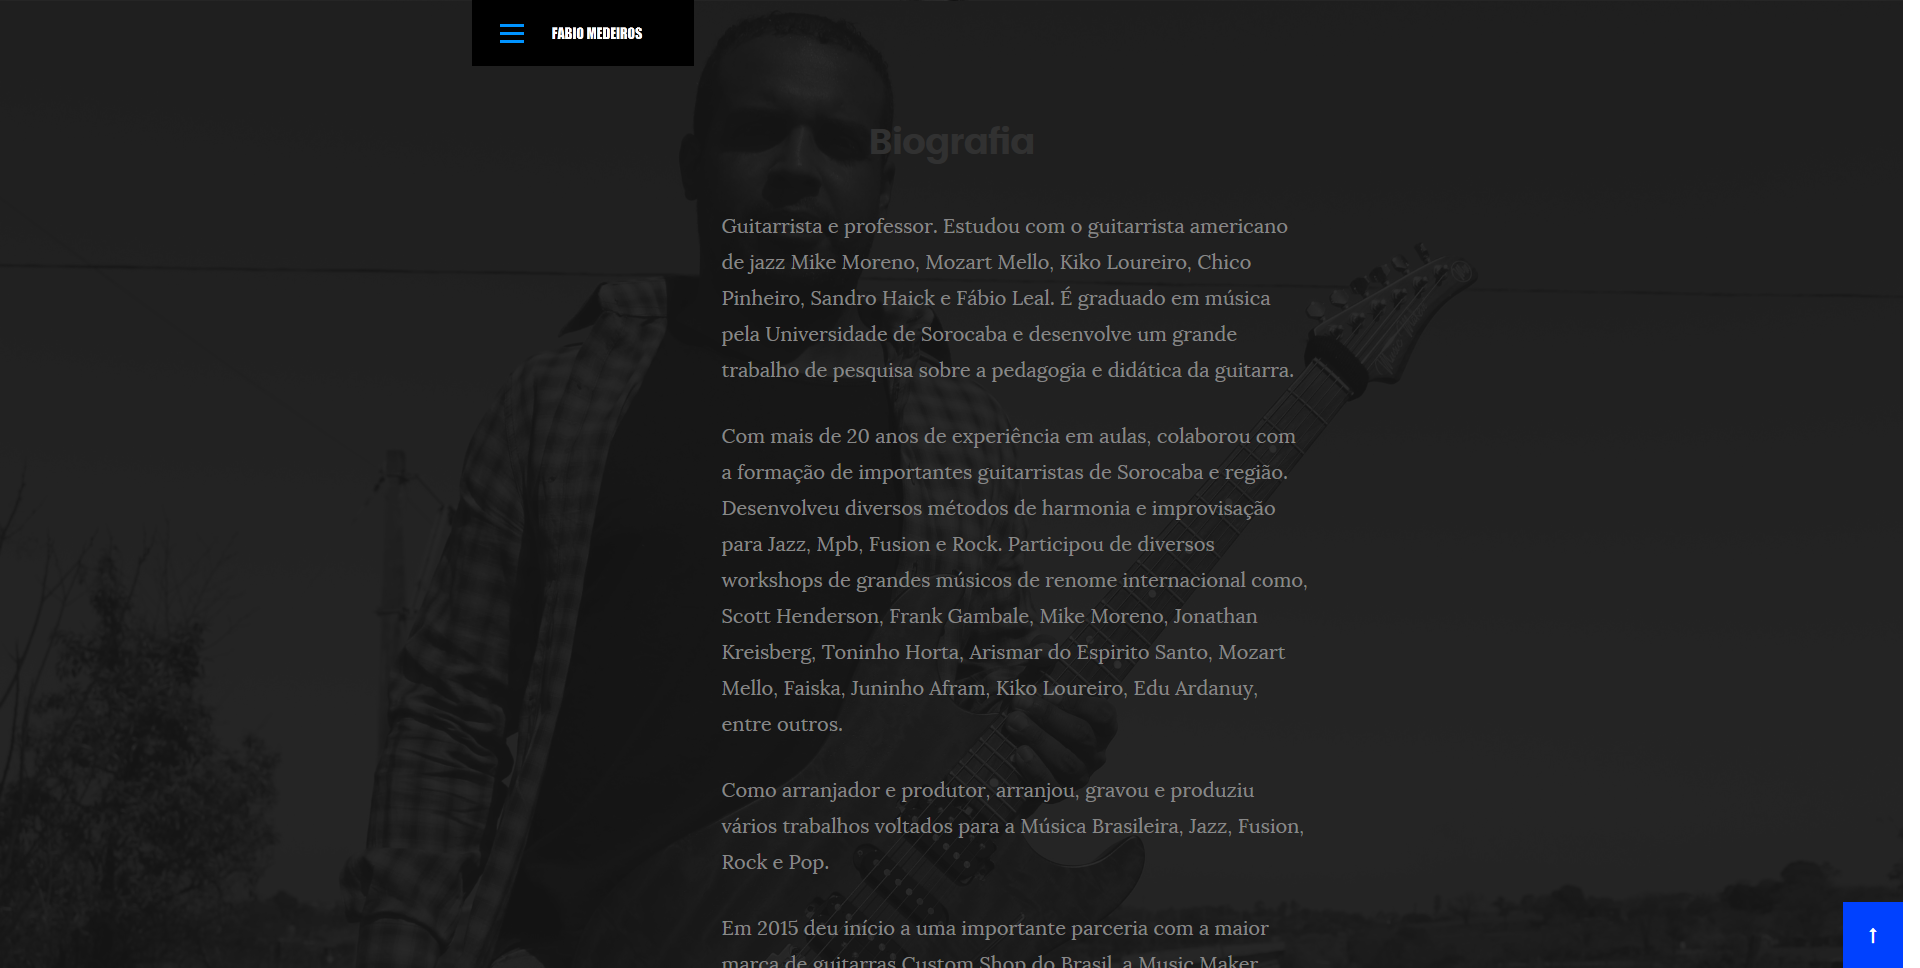 FABIO MEDEIROS
Biografia
Guitarrista e professor. Estudou com o guitarrista americano
de jazz Mike Moreno, Mozart Mello, Kiko Loureiro, Chico
Pinheiro, Sandro Haick e Fábio Leal. É graduado em música
pela Universidade de Sorocaba e desenvolve um grande
trabalho de pesquisa sobre a pedagogia e didática da guitarra.
Com mais de 20 anos de experiência em aulas, colaborou com
a formação de importantes guitarristas de Sorocaba e região.
Desenvolveu diversos métodos de harmonia e improvisação
para Jazz, Mpb, Fusion e Rock. Participou de diversos
workshops de grandes músicos de renome internacional como,
Scott Henderson, Frank Gambale, Mike Moreno, Jonathan
Kreisberg, Toninho Horta, Arismar do Espirito Santo, Mozart
Mello, Faiska, Juninho Afram, Kiko Loureiro, Edu Ardanuy,
entre outros.
Como arranjador e produtor, arranjou, gravou e produziu
vários trabalhos voltados para a Música Brasileira, Jazz, Fusion,
Rock e Pop.
Em 2015 deu início a uma importante parceria com a maior
marca de guitarras Custom Shop do Brasil, a Music Maker